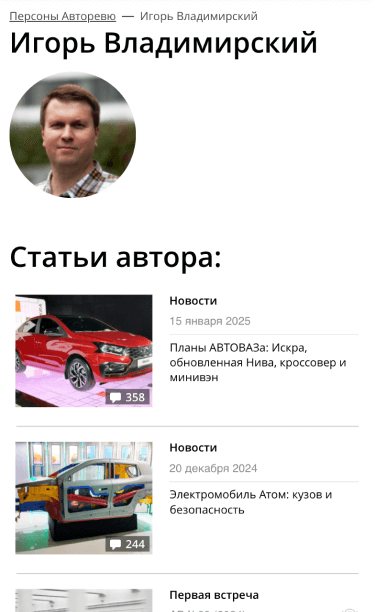 Персоны Авторевю — Игорь Владимирский
Игорь Владимирский
Статьи автора:
Новости
15 января 2025
Планы АВТОВАЗа: Искра,
обновленная Нива, кроссовер и
минивэн
358
Новости
20 декабря 2024
Электромобиль Атом: кузов и
безопасность
244
Первая встреча